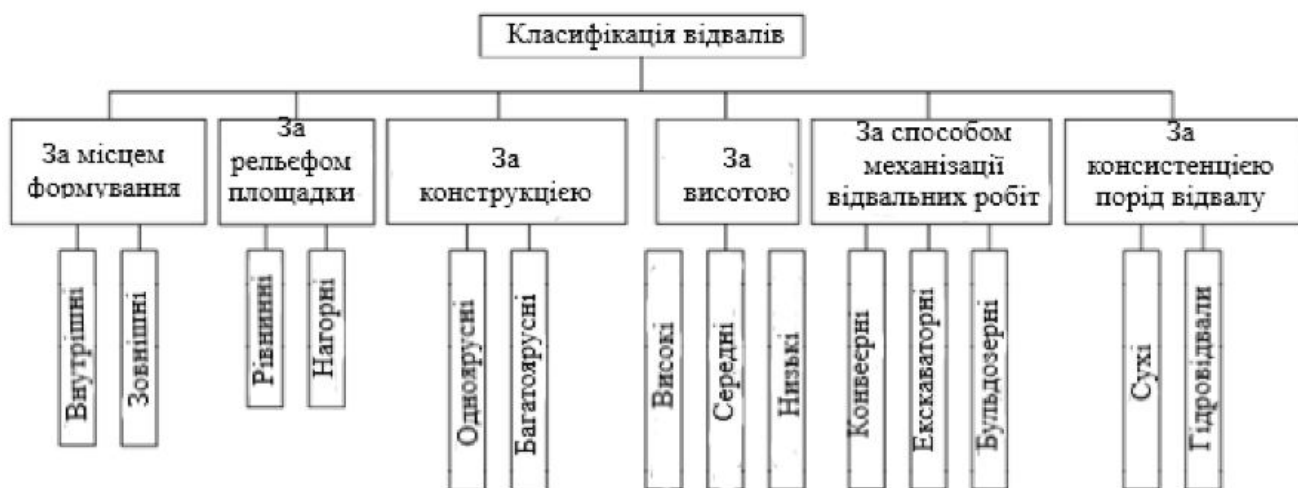 Класифікація відвалів
За місцем
формування
За
рельєфом
площадки
За
конструкцією
За
висотою
За способом
механізації
відвальних робіт
За
консистенцією
порід відвалу
Внутрішні
Зовнішні
Рівнинні
Нагорні
Одноярусні
Багатоярусні
Високі
Середні
Низькі
Конвеєрні
Екскаваторні
Бульдозерні
Сухі
Гідровідвали